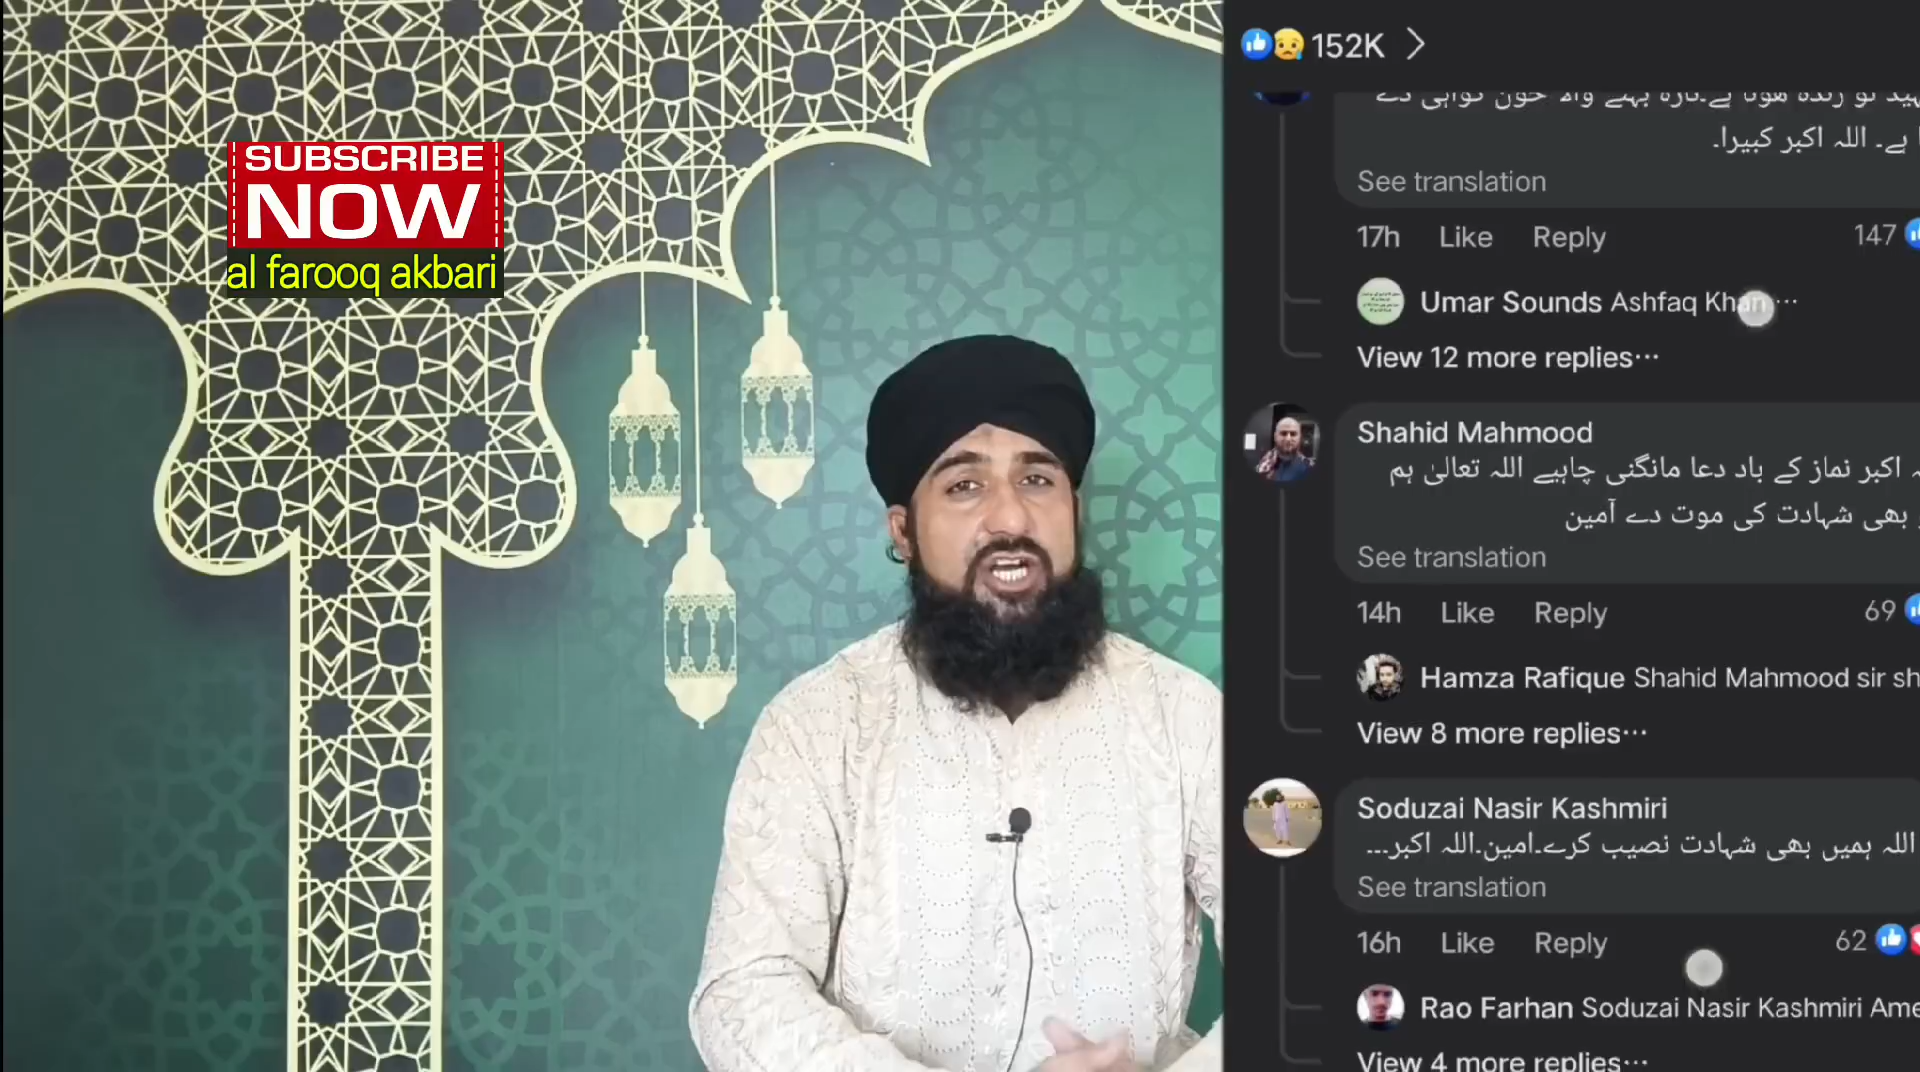 SUBSCRIBE
NOW
al farooq akbari
152K
ہے۔ اللہ اکبر کبیرا۔
See translation
17h Like Reply 147
Umar Sounds Ashfaq Khan ...
View 12 more replies...
Shahid Mahmood
اکبر نماز کے باد دعا مانگنی چاہیے اللہ تعالیٰ ہم
بھی شہادت کی موت دے آمین
See translation
14h Like Reply 69
Hamza Rafique Shahid Mahmood sir sh
View 8 more replies...
Soduzai Nasir Kashmiri
اللہ ہمیں بھی شہادت نصیب کرے۔امین۔اللہ اکبر...
See translation
16h Like Reply 62
Rao Farhan Soduzai Nasir Kashmiri Ame
View 4 more replies...